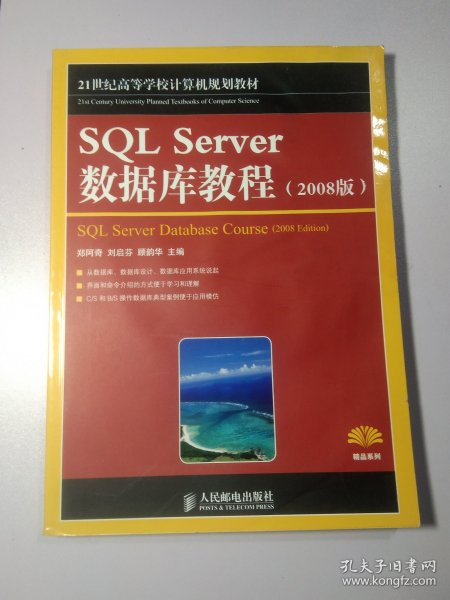 21世纪高等学校计算机规划教材
21st Century University Planned Textbooks of Computer Science
SQL Server
数据库教程（2008版）
SQL Server Database Course (2008 Edition)
郑阿奇 刘启芬 顾韵华 主编
从数据库、数据库设计、数据库应用系统说起
界面和命令介绍的方式便于学习和理解
C/S 和 B/S 操作数据库典型案例便于应用模仿
精品系列
人民邮电出版社
POSTS & TELECOM PRESS
孔夫子旧书网
www.kongfz.com